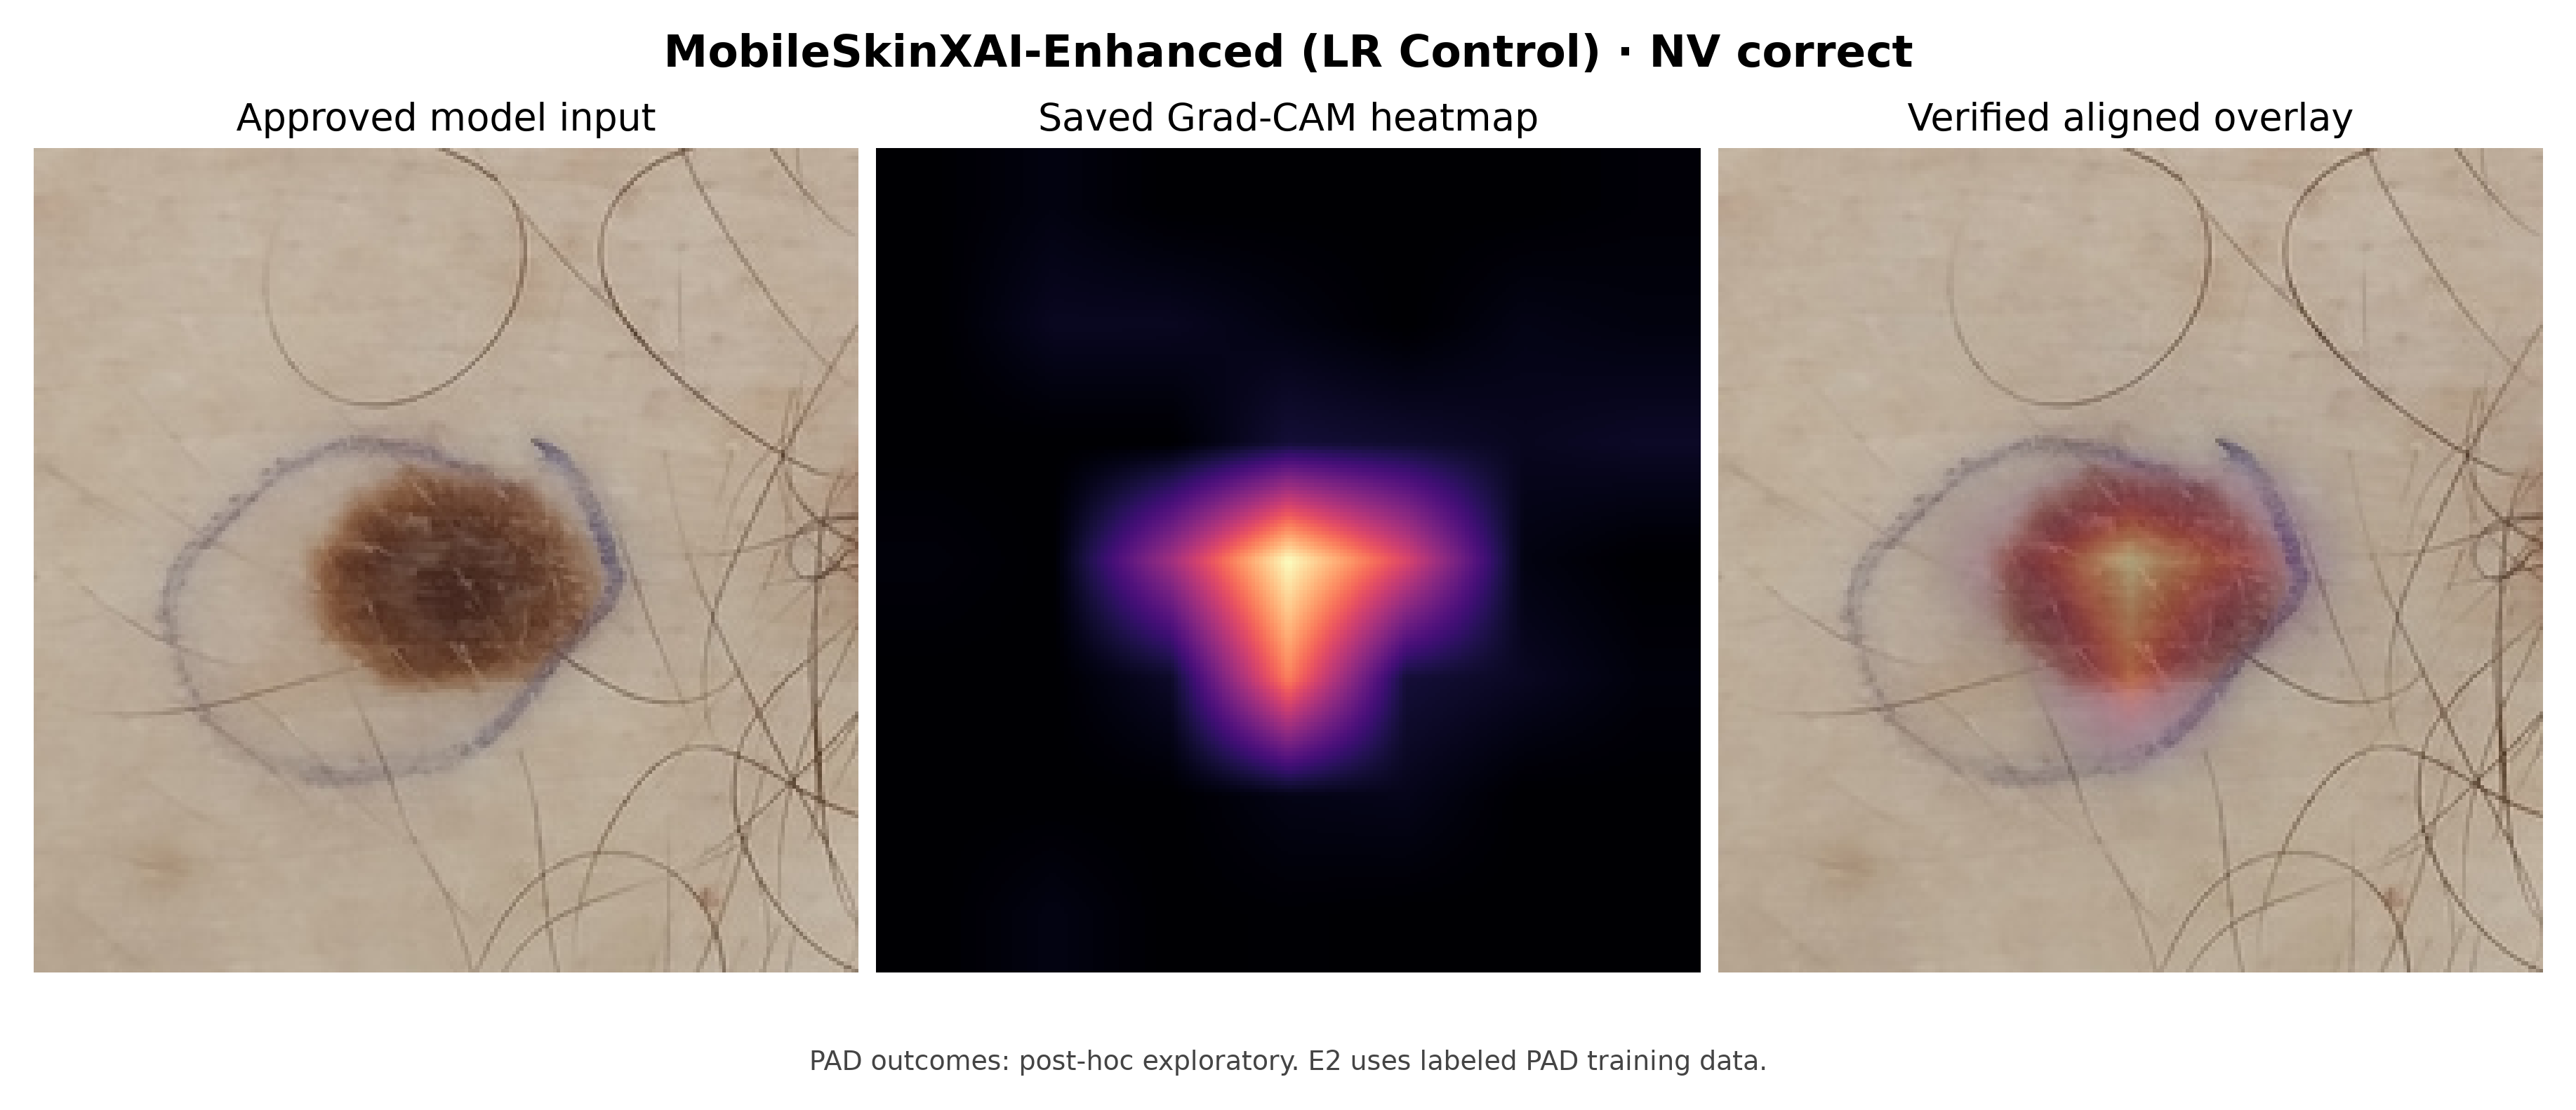 MobileSkinXAI-Enhanced (LR Control) · NV correct
Approved model input
Saved Grad-CAM heatmap
Verified aligned overlay
PAD outcomes: post-hoc exploratory. E2 uses labeled PAD training data.